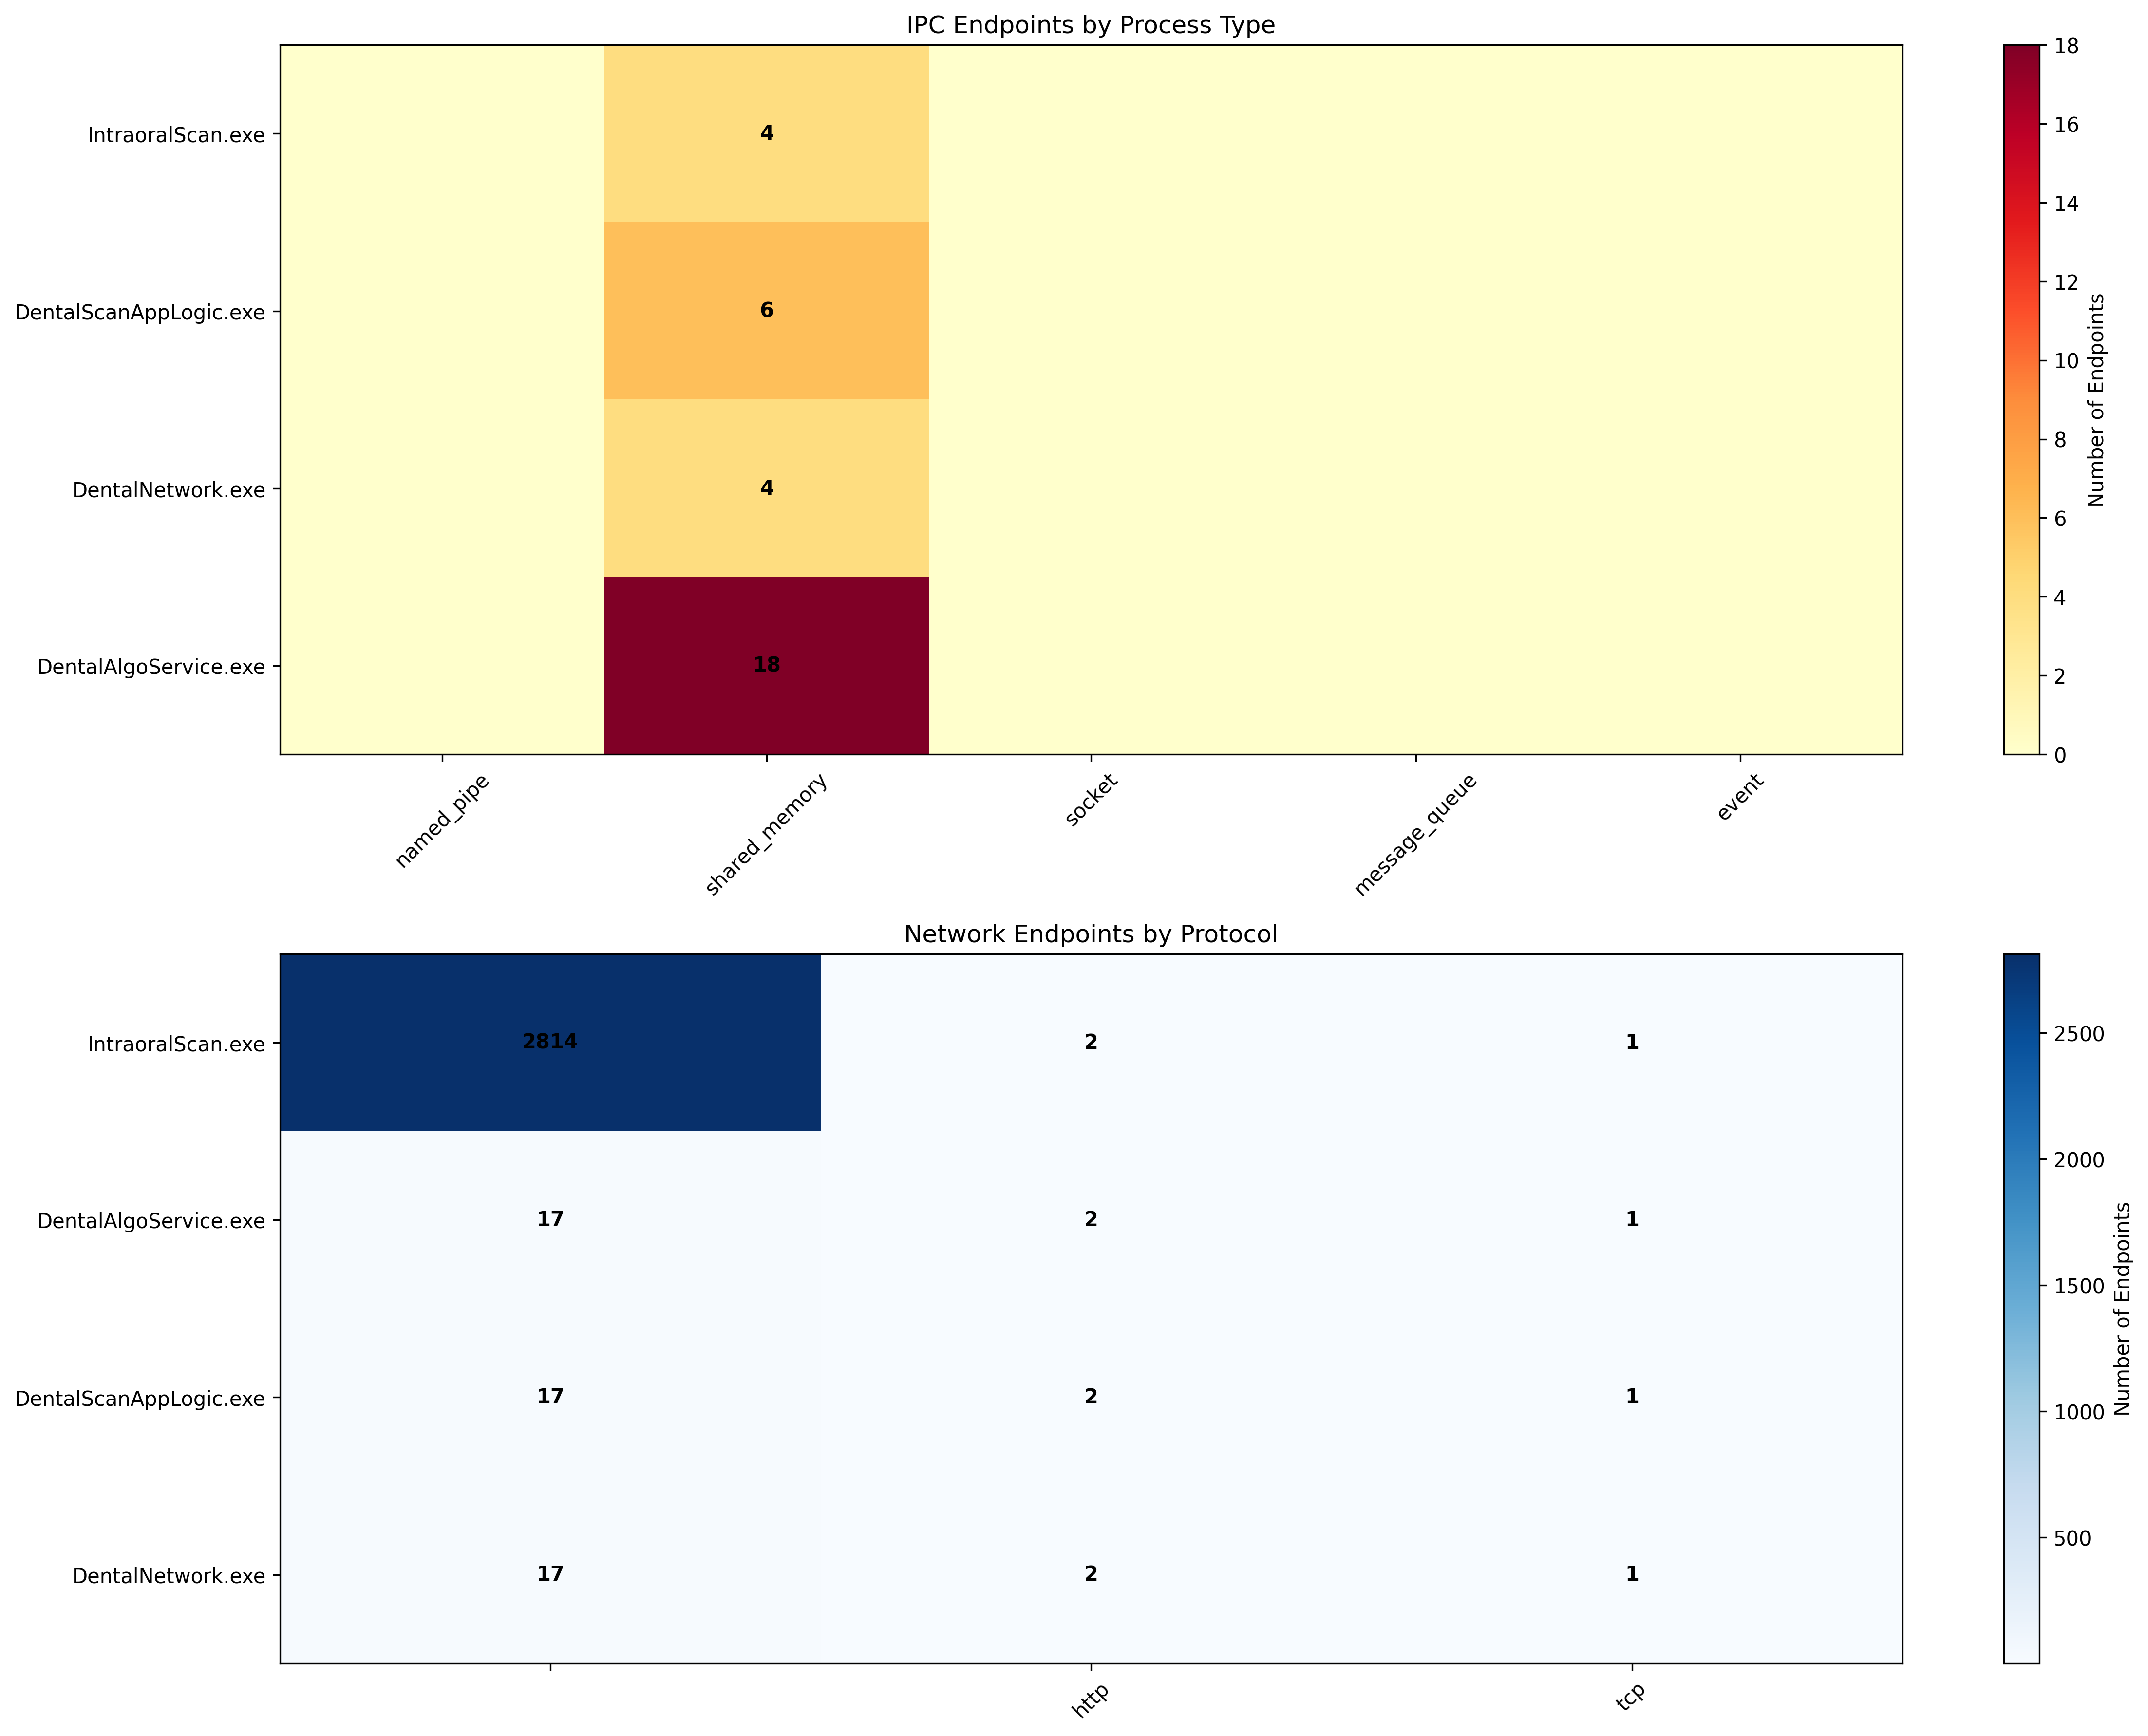 IPC Endpoints by Process Type
IntraoralScan.exe
4
DentalScanAppLogic.exe
6
DentalNetwork.exe
4
DentalAlgoService.exe
18
named_pipe
shared_memory
socket
message_queue
event
18
16
14
12
10
8
6
4
2
0
Number of Endpoints
Network Endpoints by Protocol
IntraoralScan.exe
2814
2
1
DentalAlgoService.exe
17
2
1
DentalScanAppLogic.exe
17
2
1
DentalNetwork.exe
17
2
1
http
tcp
2500
2000
1500
1000
500
Number of Endpoints